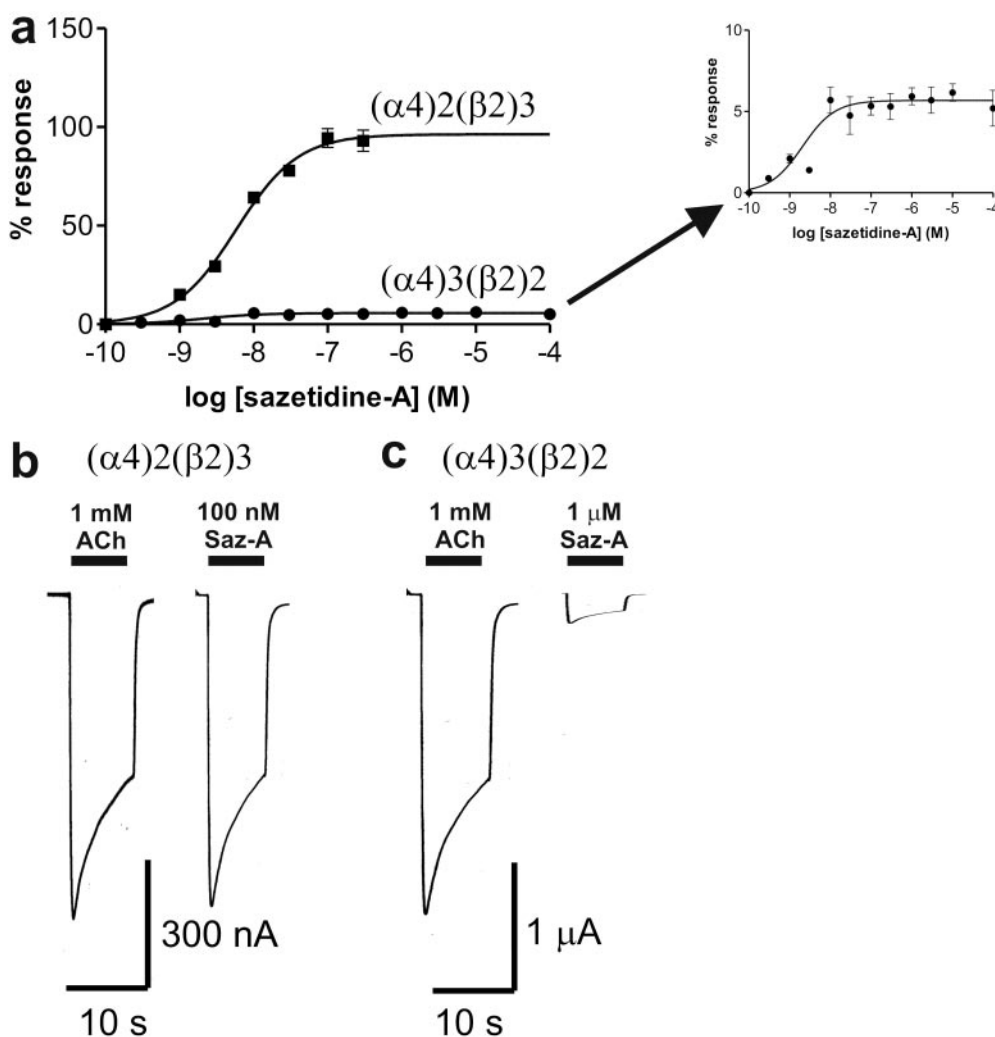 a
150
100
50
0
% response
(α4)2(β2)3
(α4)3(β2)2
-10 -9 -8 -7 -6 -5 -4
log [sazetidine-A] (M)
10
5
0
% response
-10 -9 -8 -7 -6 -5 -4
log [sazetidine-A] (M)
b (α4)2(β2)3
1 mM
ACh
100 nM
Saz-A
300 nA
10 s
c (α4)3(β2)2
1 mM
ACh
1 μM
Saz-A
1 μA
10 s